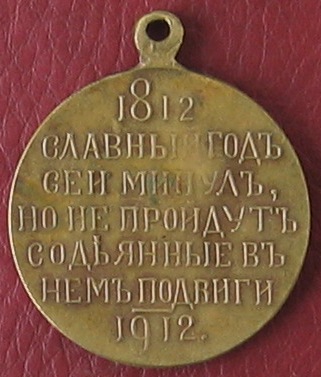 1812
СЛАВНЫЙ ГОДЪ
СЕЙ МИНУЛЪ,
НО НЕ ПРОЙДУТЪ
СОДѢЯННЫЕ ВЪ
НЕМЪ ПОДВИГИ
1912.